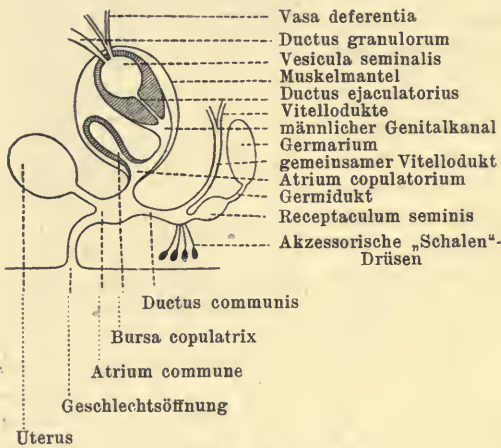 Vasa deferentia
Ductus granulorum
Vesicula seminalis
Muskelmantel
Ductus ejaculatorius
Vitellodukte
männlicher Genitalkanal
Germarium
gemeinsamer Vitellodukt
Atrium copulatorium
Germidukt
Receptaculum seminis
Akzessorische „Schalen"-
Drüsen
Ductus communis
Bursa copulatrix
Atrium commune
Geschlechtsöffnung
Uterus